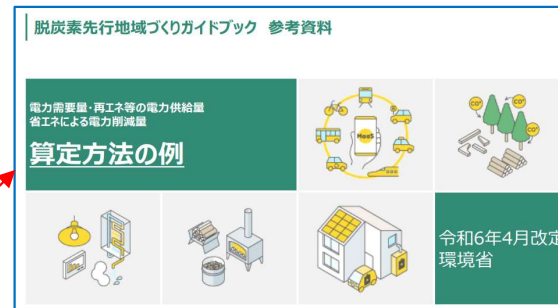 脱炭素先行地域づくりガイドブック 参考資料
電力需要量・再エネ等の電力供給量
省エネによる電力削減量
算定方法の例
MaaS
CO²
CO²
令和6年4月改定
環境省